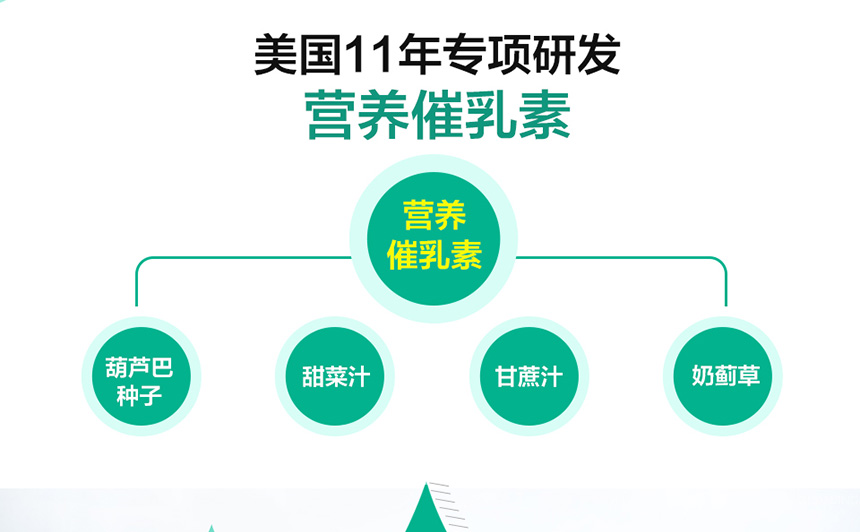 美国11年专项研发
营养催乳素
营养
催乳素
葫芦巴
种子
甜菜汁
甘蔗汁
奶蓟草